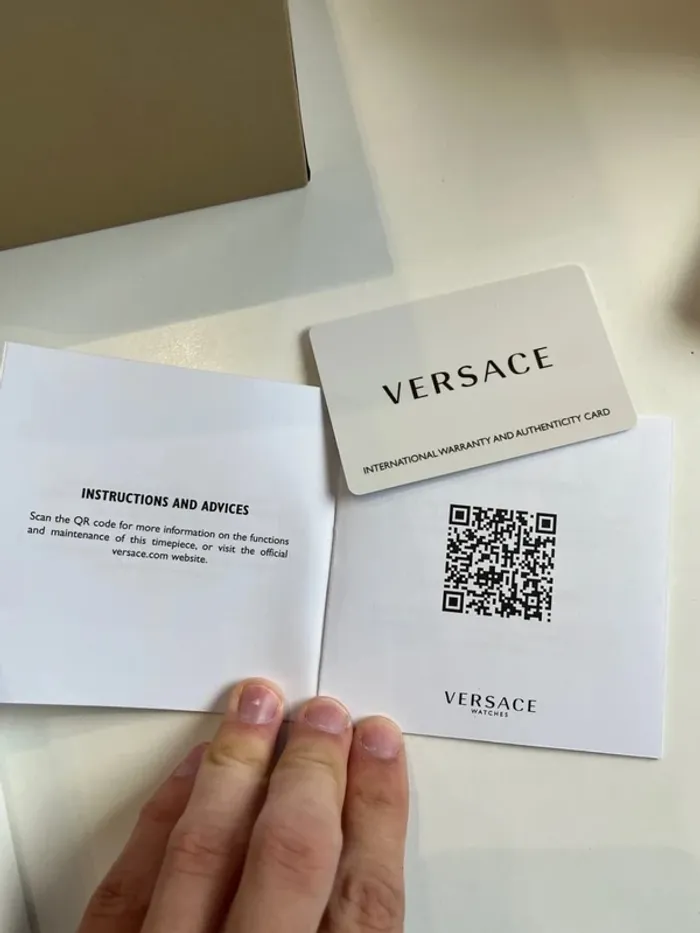 VERSACE
INTERNATIONAL WARRANTY AND AUTHENTICITY CARD
INSTRUCTIONS AND ADVICES
Scan the QR code for more information on the functions
and maintenance of this timepiece, or visit the official
versace.com website.
VERSACE
WATCHES